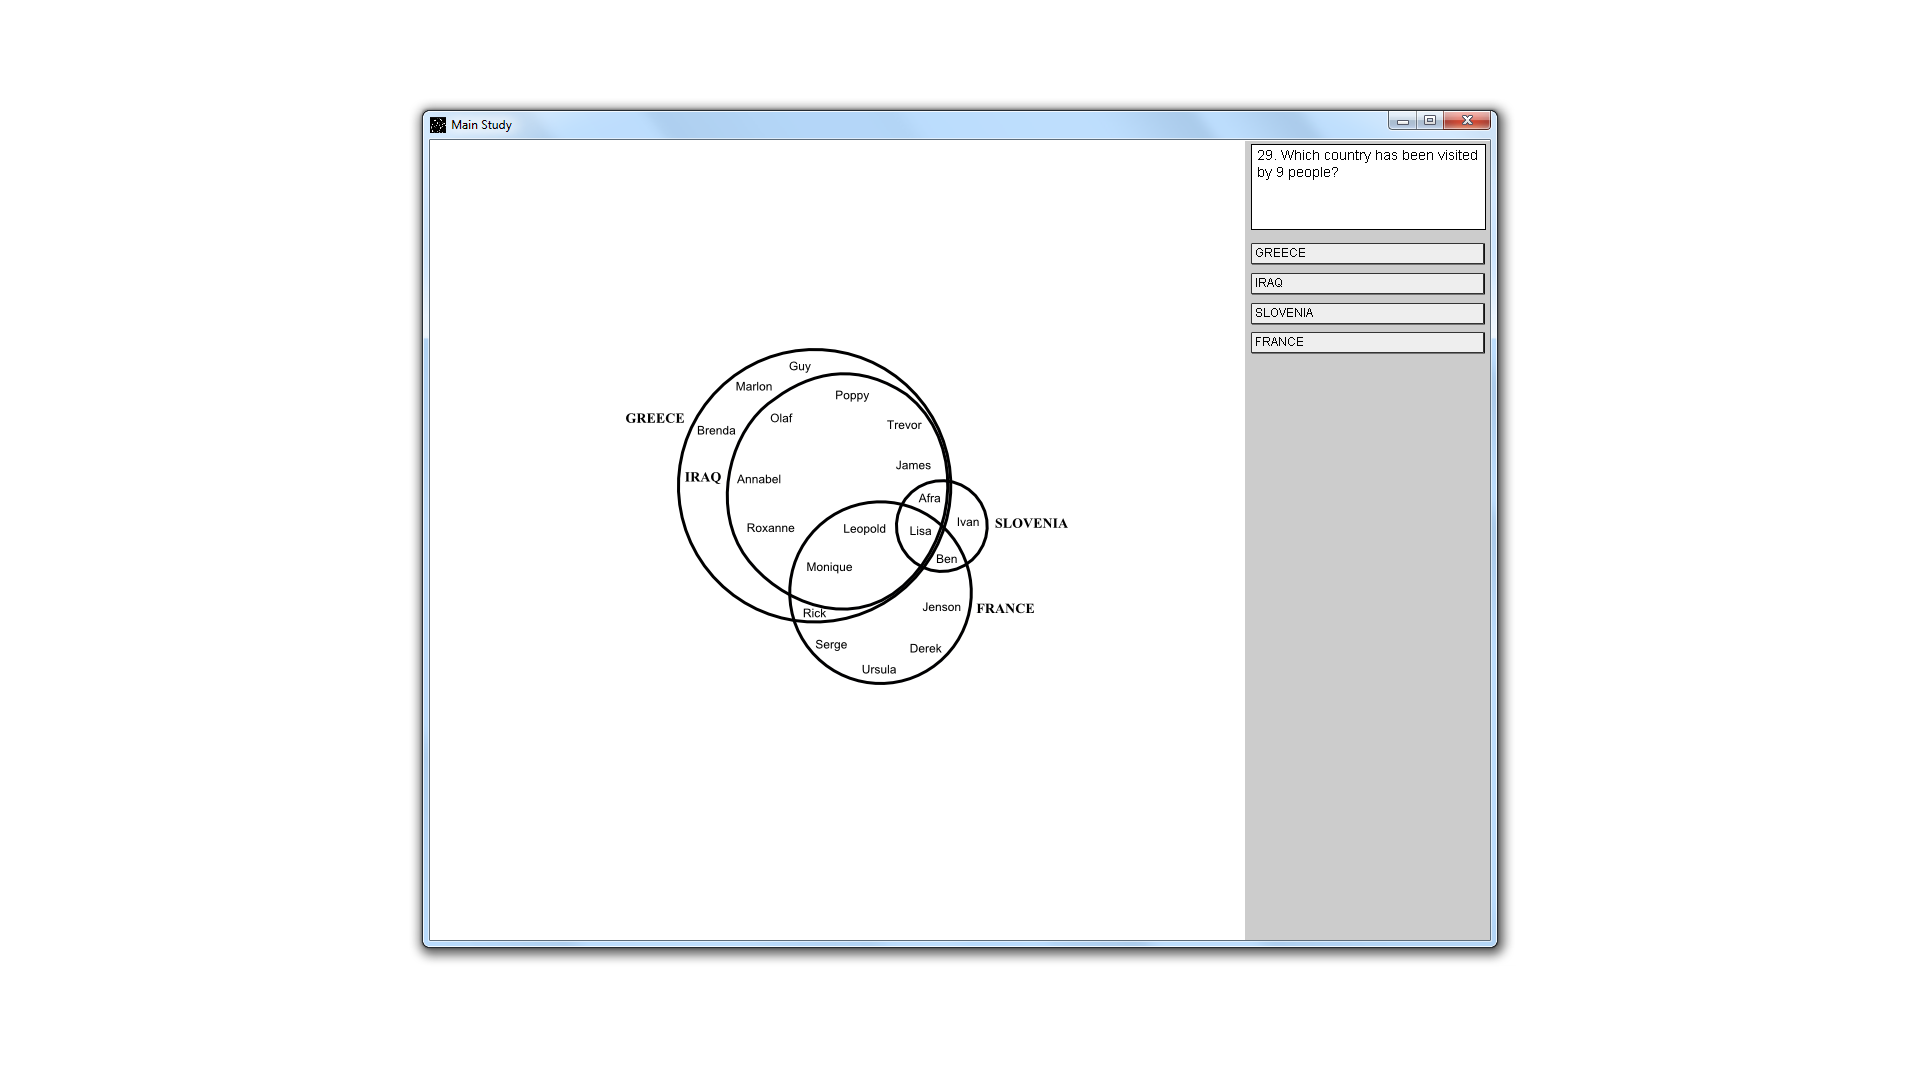 Main Study
29. Which country has been visited
by 9 people?
GREECE
IRAQ
SLOVENIA
FRANCE
Guy
Marlon
Poppy
GREECE
Olaf
Trevor
Brenda
James
IRAQ
Annabel
Afra
Ivan
SLOVENIA
Roxanne
Leopold
Lisa
Ben
Monique
Jenson
FRANCE
Rick
Serge
Derek
Ursula